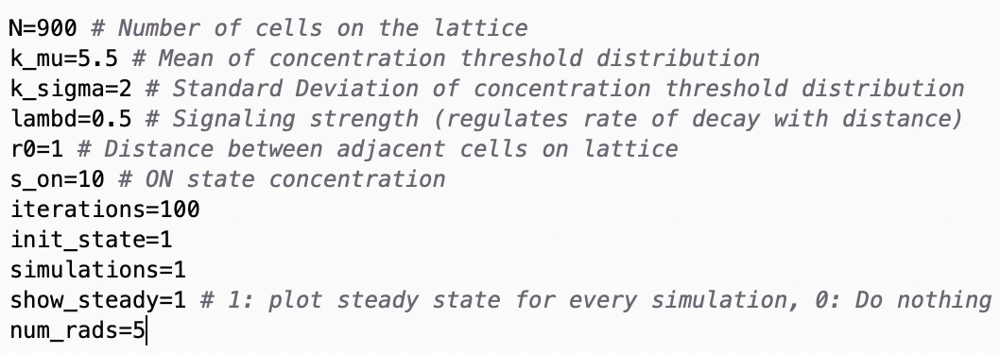 N=900 # Number of cells on the lattice
k_mu=5.5 # Mean of concentration threshold distribution
k_sigma=2 # Standard Deviation of concentration threshold distribution
lambd=0.5 # Signaling strength (regulates rate of decay with distance)
r0=1 # Distance between adjacent cells on lattice
s_on=10 # ON state concentration
iterations=100
init_state=1
simulations=1
show_steady=1 # 1: plot steady state for every simulation, 0: Do nothing
num_rads=5